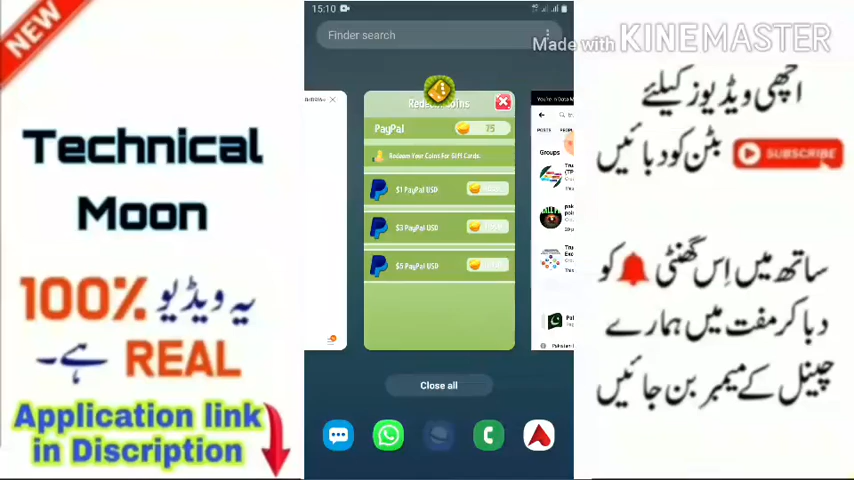 NEW
Technical
Moon
یہ ویڈیو 100%
REAL ہے۔
Application link
in Discription
15:10
Finder search
Redeem Coins
PayPal
75
Redeem Your Coins For Gift Cards.
$1 PayPal USD
$3 PayPal USD
$5 PayPal USD
POSTS
Groups
Close all
Made with KINEMASTER
اچھی ویڈیوز کیلئے
بٹن کو دبائیں SUBSCRIBE
ساتھ میں اِس گھنٹی کو
دبا کر مفت میں ہمارے
چینل کے میمبر بن جائیں